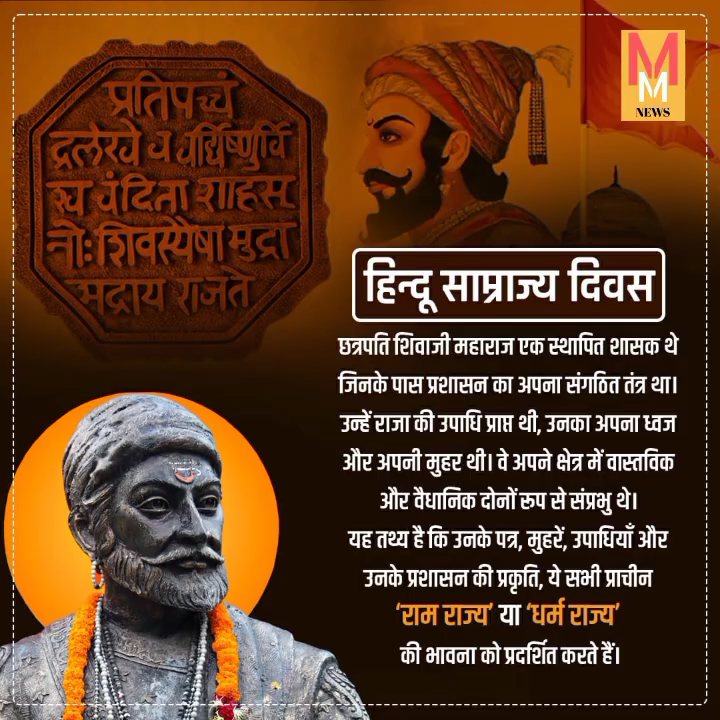 प्रतिपच्चं
द्रलेखेव वर्धिष्णुर्वि
श्व वंदिता शाहस
नोः शिवस्यैषा मुद्रा
भद्राय राजते
M
M
NEWS
हिन्दू साम्राज्य दिवस
छत्रपति शिवाजी महाराज एक स्थापित शासक थे
जिनके पास प्रशासन का अपना संगठित तंत्र था।
उन्हें राजा की उपाधि प्राप्त थी, उनका अपना ध्वज
और अपनी मुहर थी। वे अपने क्षेत्र में वास्तविक
और वैधानिक दोनों रूप से संप्रभु थे।
यह तथ्य है कि उनके पत्र, मुहरें, उपाधियाँ और
उनके प्रशासन की प्रकृति, ये सभी प्राचीन
‘राम राज्य’ या ‘धर्म राज्य’
की भावना को प्रदर्शित करते हैं।